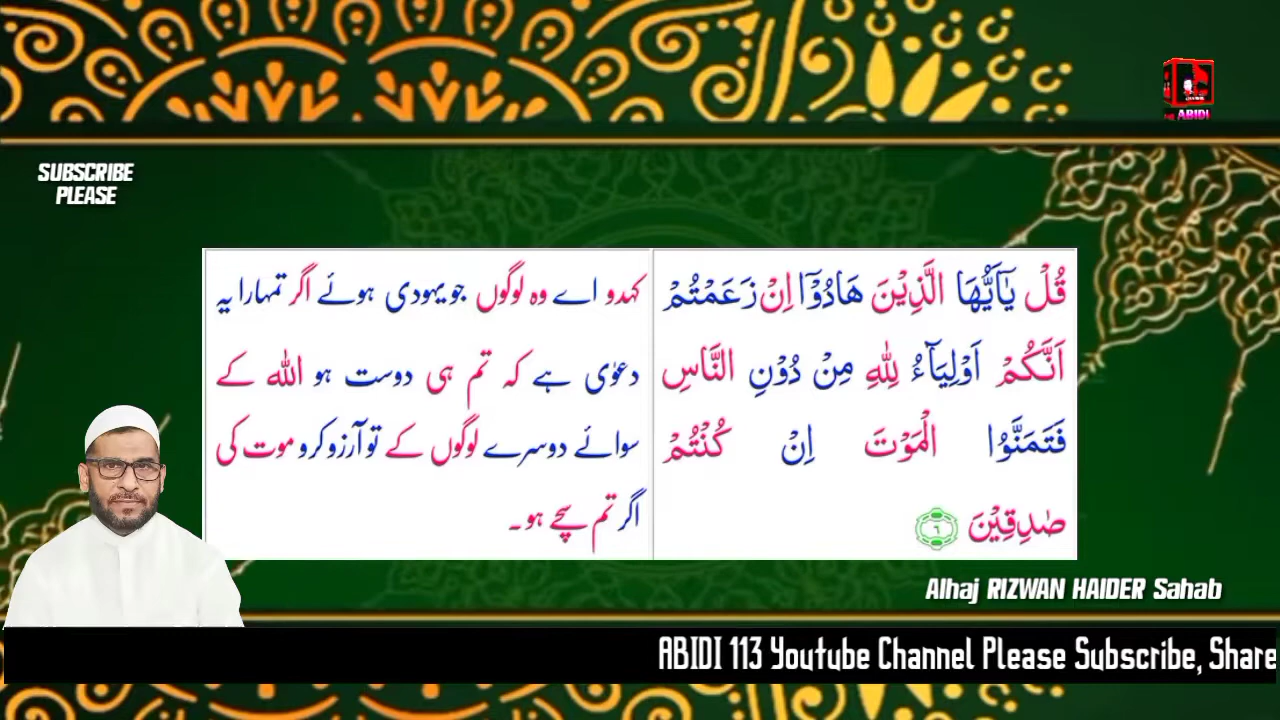 ABIDI
SUBSCRIBE
PLEASE
قُلۡ یٰۤاَیُّهَا الَّذِیۡنَ هَادُوۡۤا اِنۡ زَعَمۡتُمۡ
اَنَّكُمۡ اَوۡلِیَآءُ لِلّٰهِ مِنۡ دُوۡنِ النَّاسِ
فَتَمَنَّوُا الۡمَوۡتَ اِنۡ كُنۡتُمۡ
صٰدِقِیۡنَ ٦
کہدو اے وہ لوگوں جو یہودی ہوئے اگر تمہارا یہ
دعوٰی ہے کہ تم ہی دوست ہو اللہ کے
سوائے دوسرے لوگوں کے تو آرزو کرو موت کی
اگر تم سچے ہو۔
Alhaj RIZWAN HAIDER Sahab
ABIDI 113 Youtube Channel Please Subscribe, Share